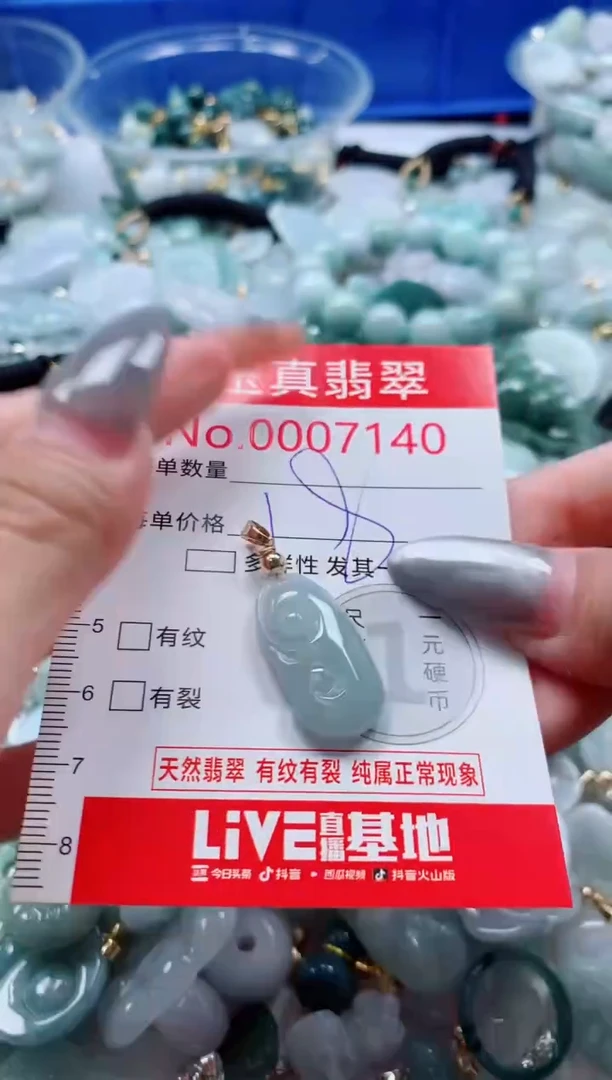 真翡翠
No.0007140
单数量
单价格
18
性 发其一
5
有纹
一元硬币
尺
6
有裂
7
天然翡翠 有纹有裂 纯属正常现象
8
LiVE直播基地
今日头条 抖音 · 西瓜视频 抖音火山版